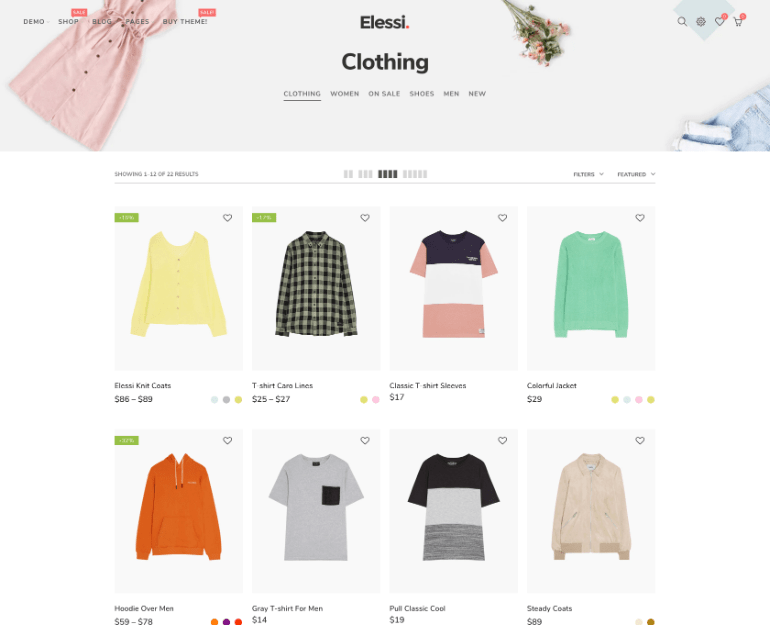 SALE
SALE!
DEMO SHOP BLOG PAGES BUY THEME!
Elessi.
Clothing
CLOTHING WOMEN ON SALE SHOES MEN NEW
SHOWING 1-12 OF 22 RESULTS
FILTERS FEATURED
Elessi Knit Coats
$86 – $89
T-shirt Caro Lines
$25 – $27
Classic T-shirt Sleeves
$17
Colorful Jacket
$29
Hoodie Over Men
$59 – $78
Gray T-shirt For Men
$14
Pull Classic Cool
$19
Steady Coats
$89